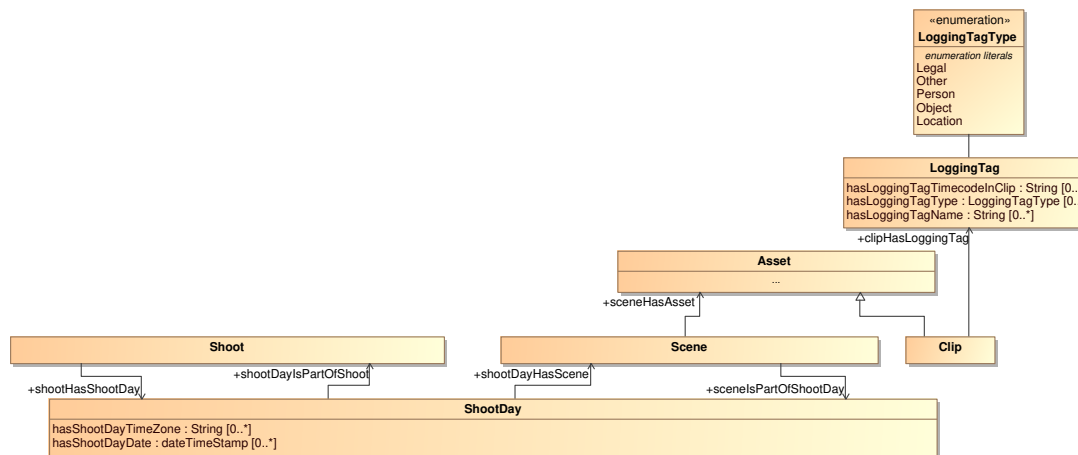 «enumeration»
LoggingTagType
enumeration literals
Legal
Other
Person
Object
Location
LoggingTag
hasLoggingTagTimecodeInClip : String [0..
hasLoggingTagType : LoggingTagType [0..
hasLoggingTagName : String [0..*]
+clipHasLoggingTag
Asset
...
+sceneHasAsset
Shoot
Scene
Clip
+shootHasShootDay
+shootDayIsPartOfShoot
+shootDayHasScene
+sceneIsPartOfShootDay
ShootDay
hasShootDayTimeZone : String [0..*]
hasShootDayDate : dateTimeStamp [0..*]